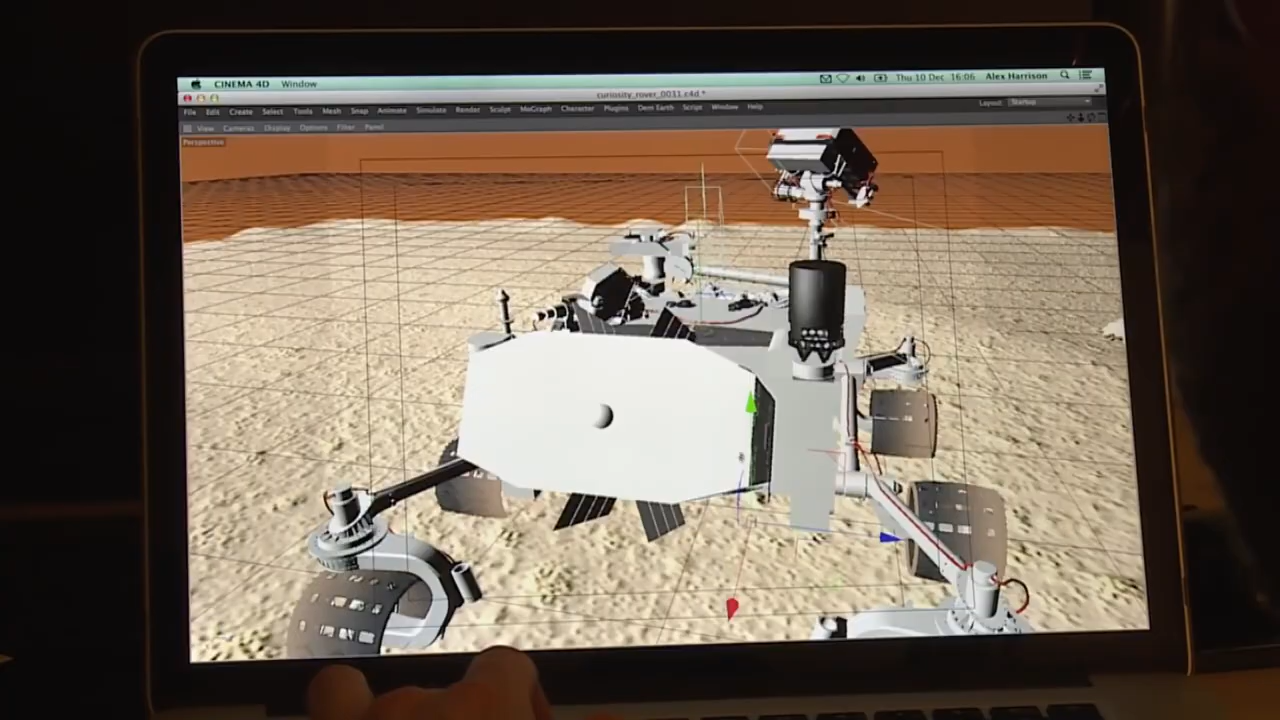 CINEMA 4D Window Thu 10 Dec 16:06 Alex Harrison
curiosity_rover_0031.c4d *
File Edit Create Select Tools Mesh Snap Animate Simulate Render Sculpt MoGraph Character Plugins Dem Earth Script Window Help Layout: Startup
View Cameras Display Options Filter Panel
Perspective